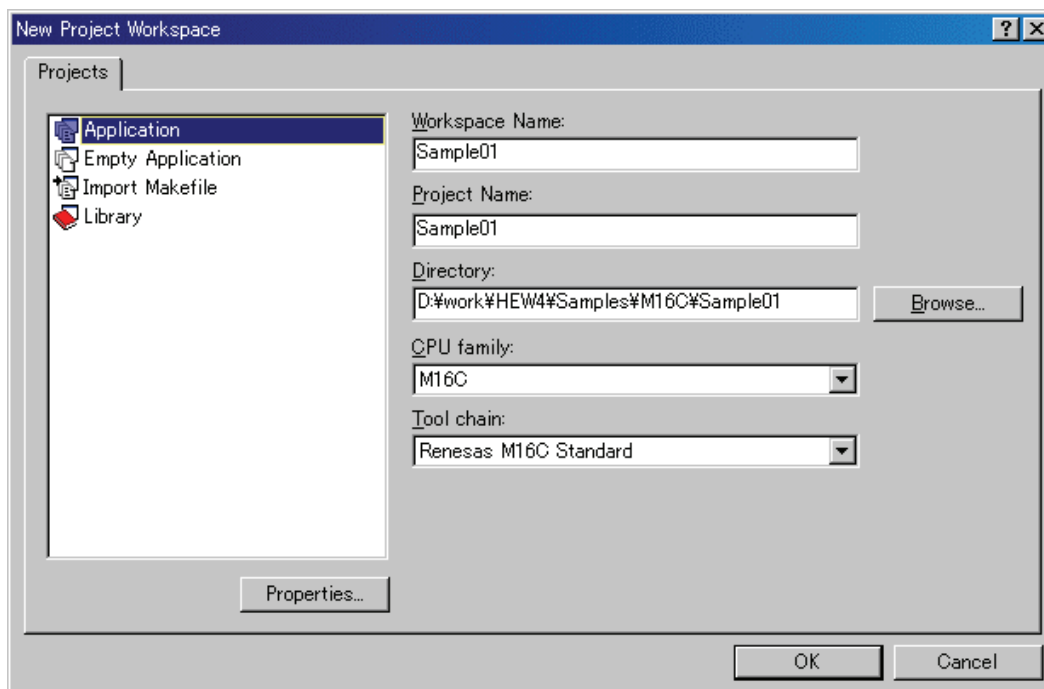 New Project Workspace
Projects
Application
Empty Application
Import Makefile
Library
Properties...
Workspace Name:
Sample01
Project Name:
Sample01
Directory:
D:¥work¥HEW4¥Samples¥M16C¥Sample01
Browse...
CPU family:
M16C
Tool chain:
Renesas M16C Standard
OK
Cancel